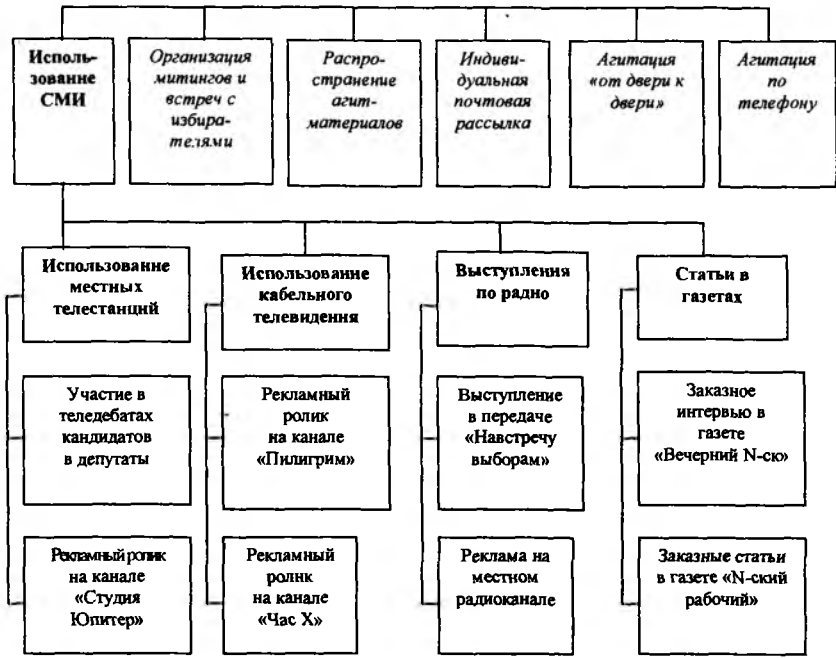 Исполь-
зование
СМИ
Организация
митингов и
встреч с
избира-
телями
Распро-
странение
агит-
материалов
Индиви-
дуальная
почтовая
рассылка
Агитация
«от двери к
двери»
Агитация
по
телефону
Использование
местных
телестанций
Использование
кабельного
телевидения
Выступления
по радио
Статьи в
газетах
Участие в
теледебатах
кандидатов
в депутаты
Рекламный
ролик
на канале
«Пилигрим»
Выступление
в передаче
«Навстречу
выборам»
Заказное
интервью в
газете
«Вечерний N-ск»
Рекламный ролик
на канале
«Студия
Юпитер»
Рекламный
ролик
на канале
«Час X»
Реклама на
местном
радиоканале
Заказные статьи
в газете «N-ский
рабочий»